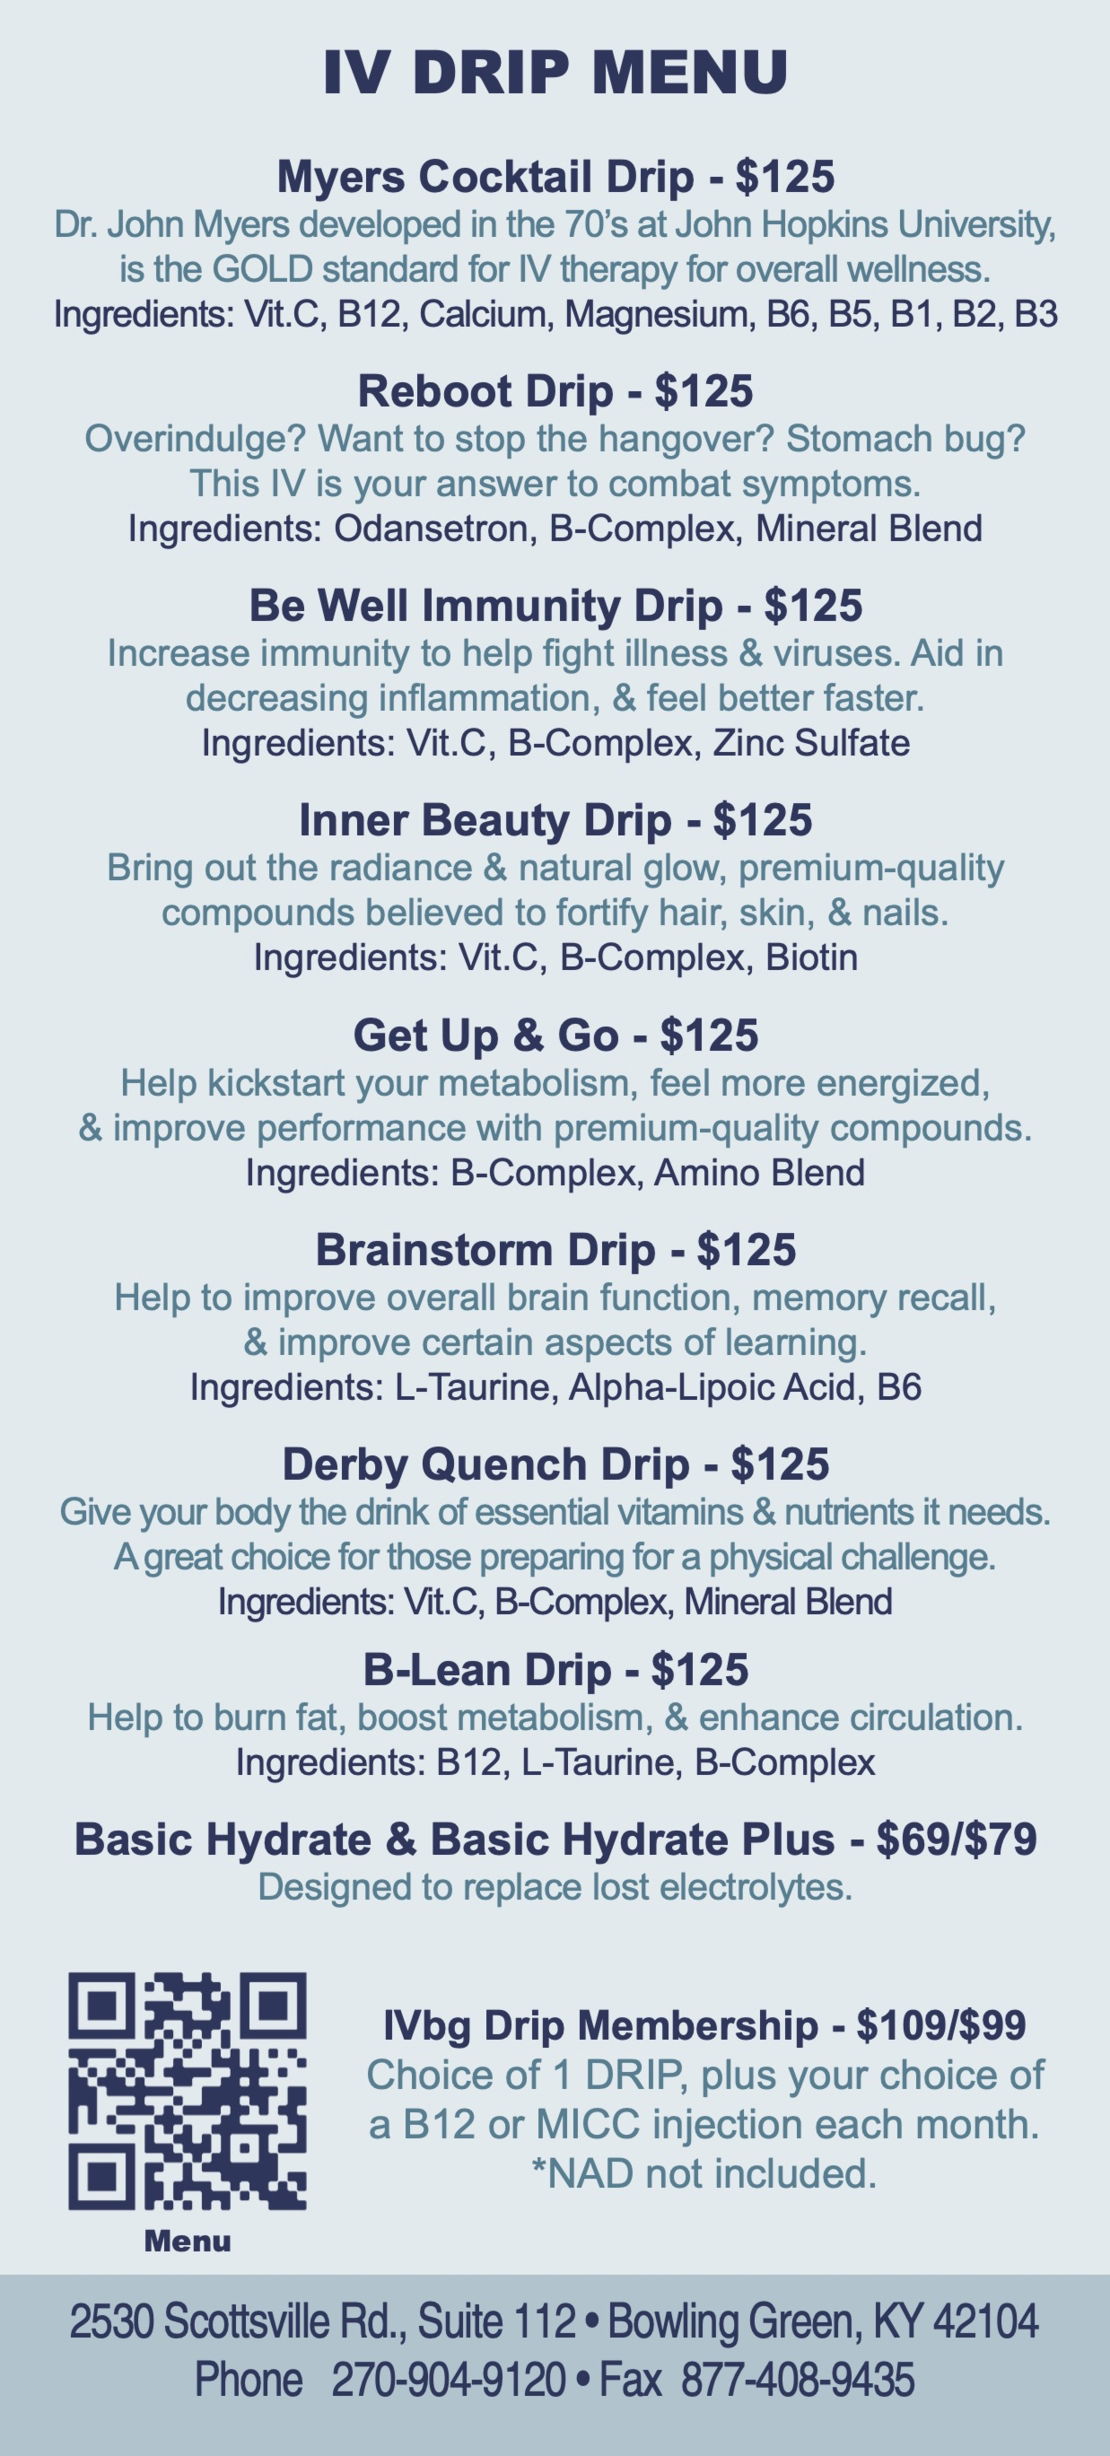 IV DRIP MENU
Myers Cocktail Drip - $125
Dr. John Myers developed in the 70's at John Hopkins University,
is the GOLD standard for IV therapy for overall wellness.
Ingredients: Vit.C, B12, Calcium, Magnesium, B6, B5, B1, B2, B3
Reboot Drip - $125
Overindulge? Want to stop the hangover? Stomach bug?
This IV is your answer to combat symptoms.
Ingredients: Odansetron, B-Complex, Mineral Blend
Be Well Immunity Drip - $125
Increase immunity to help fight illness & viruses. Aid in
decreasing inflammation, & feel better faster.
Ingredients: Vit.C, B-Complex, Zinc Sulfate
Inner Beauty Drip - $125
Bring out the radiance & natural glow, premium-quality
compounds believed to fortify hair, skin, & nails.
Ingredients: Vit.C, B-Complex, Biotin
Get Up & Go - $125
Help kickstart your metabolism, feel more energized,
& improve performance with premium-quality compounds.
Ingredients: B-Complex, Amino Blend
Brainstorm Drip - $125
Help to improve overall brain function, memory recall,
& improve certain aspects of learning.
Ingredients: L-Taurine, Alpha-Lipoic Acid, B6
Derby Quench Drip - $125
Give your body the drink of essential vitamins & nutrients it needs.
A great choice for those preparing for a physical challenge.
Ingredients: Vit.C, B-Complex, Mineral Blend
B-Lean Drip - $125
Help to burn fat, boost metabolism, & enhance circulation.
Ingredients: B12, L-Taurine, B-Complex
Basic Hydrate & Basic Hydrate Plus - $69/$79
Designed to replace lost electrolytes.
Menu
IVbg Drip Membership - $109/$99
Choice of 1 DRIP, plus your choice of
a B12 or MICC injection each month.
*NAD not included.
2530 Scottsville Rd., Suite 112 • Bowling Green, KY 42104
Phone 270-904-9120 • Fax 877-408-9435